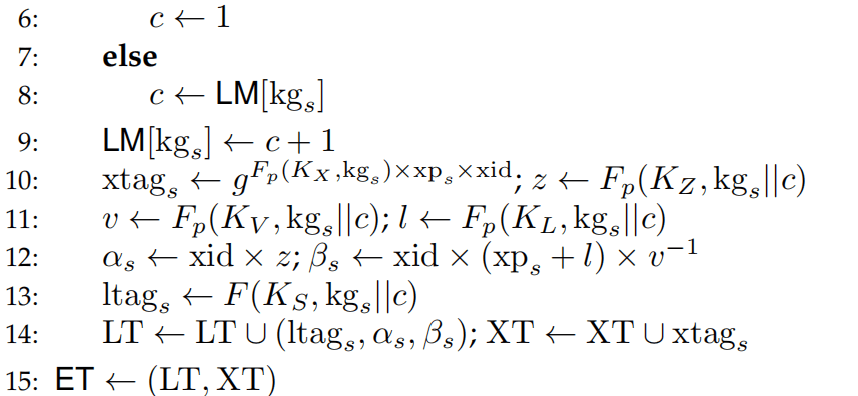 6: c ← 1
7: else
8: c ← LM[kg_s]
9: LM[kg_s] ← c + 1
10: xtag_s ← g^{F_p(K_X,kg_s)×xp_s×xid}; z ← F_p(K_Z, kg_s||c)
11: v ← F_p(K_V, kg_s||c); l ← F_p(K_L, kg_s||c)
12: α_s ← xid × z; β_s ← xid × (xp_s + l) × v^{-1}
13: ltag_s ← F(K_S, kg_s||c)
14: LT ← LT ∪ (ltag_s, α_s, β_s); XT ← XT ∪ xtag_s
15: ET ← (LT, XT)